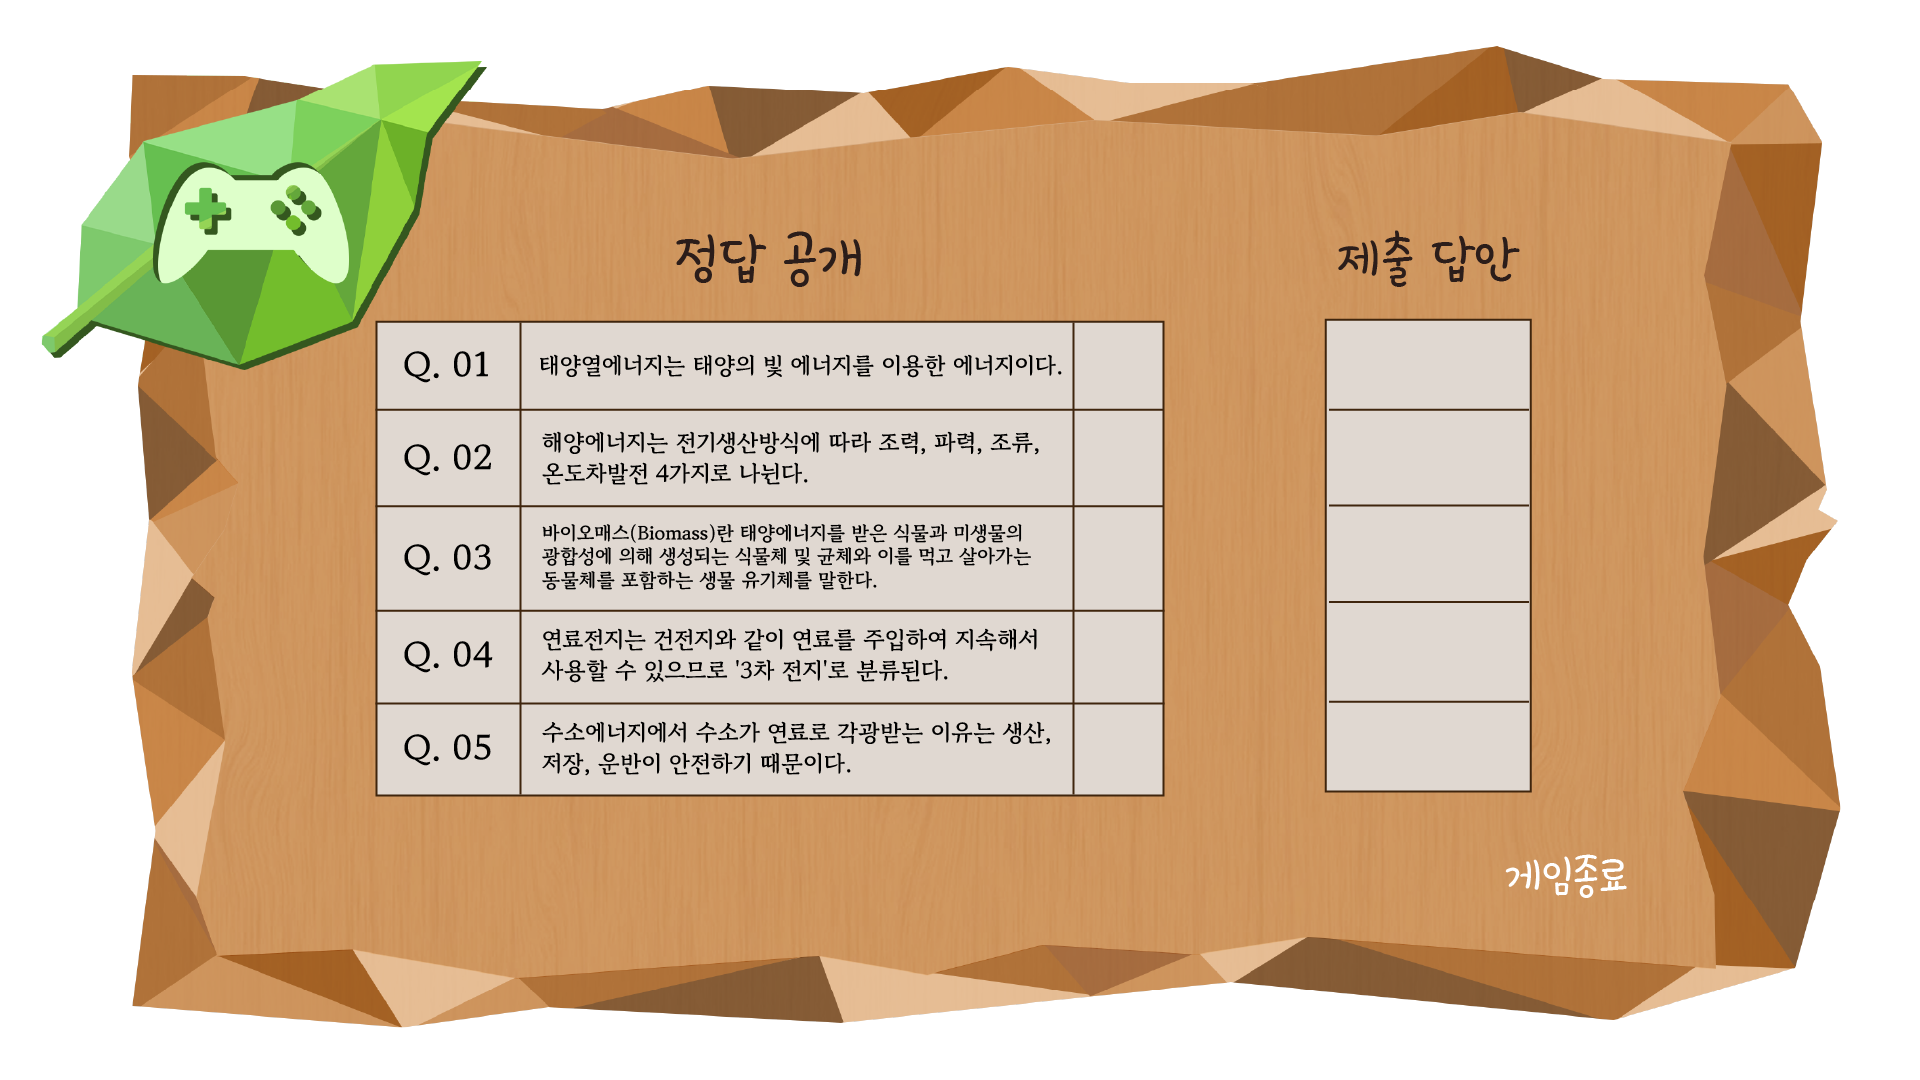 정답 공개
제출 답안
Q. 01
태양열에너지는 태양의 빛 에너지를 이용한 에너지이다.
Q. 02
해양에너지는 전기생산방식에 따라 조력, 파력, 조류,
온도차발전 4가지로 나뉜다.
Q. 03
바이오매스(Biomass)란 태양에너지를 받은 식물과 미생물의
광합성에 의해 생성되는 식물체 및 균체와 이를 먹고 살아가는
동물체를 포함하는 생물 유기체를 말한다.
Q. 04
연료전지는 건전지와 같이 연료를 주입하여 지속해서
사용할 수 있으므로 '3차 전지'로 분류된다.
Q. 05
수소에너지에서 수소가 연료로 각광받는 이유는 생산,
저장, 운반이 안전하기 때문이다.
게임종료